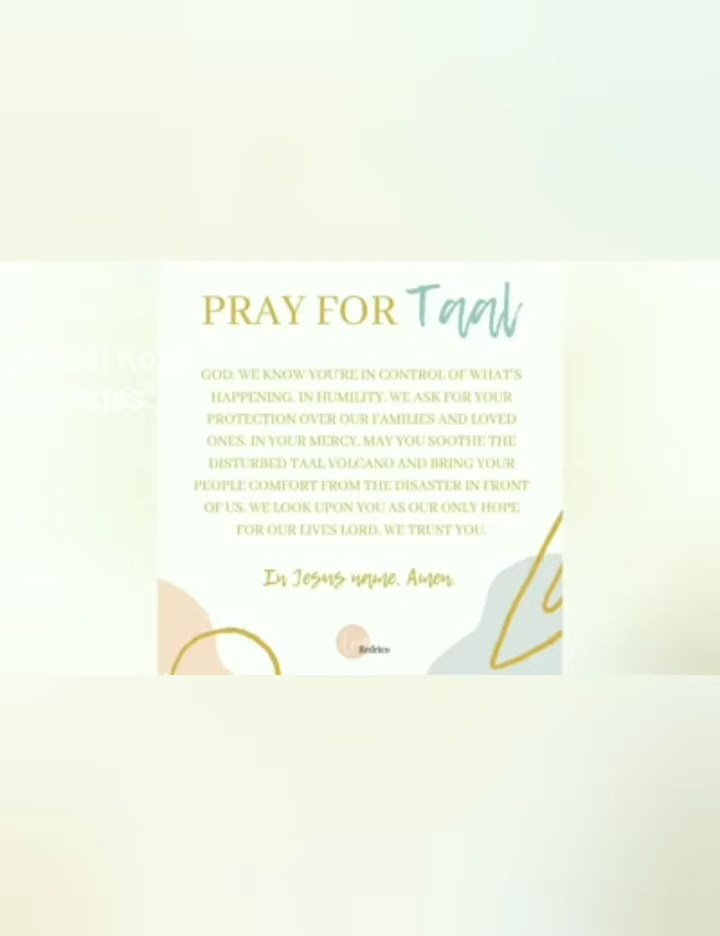 PRAY FOR Taal
GOD, WE KNOW YOU'RE IN CONTROL OF WHAT'S
HAPPENING. IN HUMILITY, WE ASK FOR YOUR
PROTECTION OVER OUR FAMILIES AND LOVED
ONES. IN YOUR MERCY, MAY YOU SOOTHE THE
DISTURBED TAAL VOLCANO AND BRING YOUR
PEOPLE COMFORT FROM THE DISASTER IN FRONT
OF US. WE LOOK UPON YOU AS OUR ONLY HOPE
FOR OUR LIVES LORD. WE TRUST YOU.
In Jesus name, Amen.
Redrico